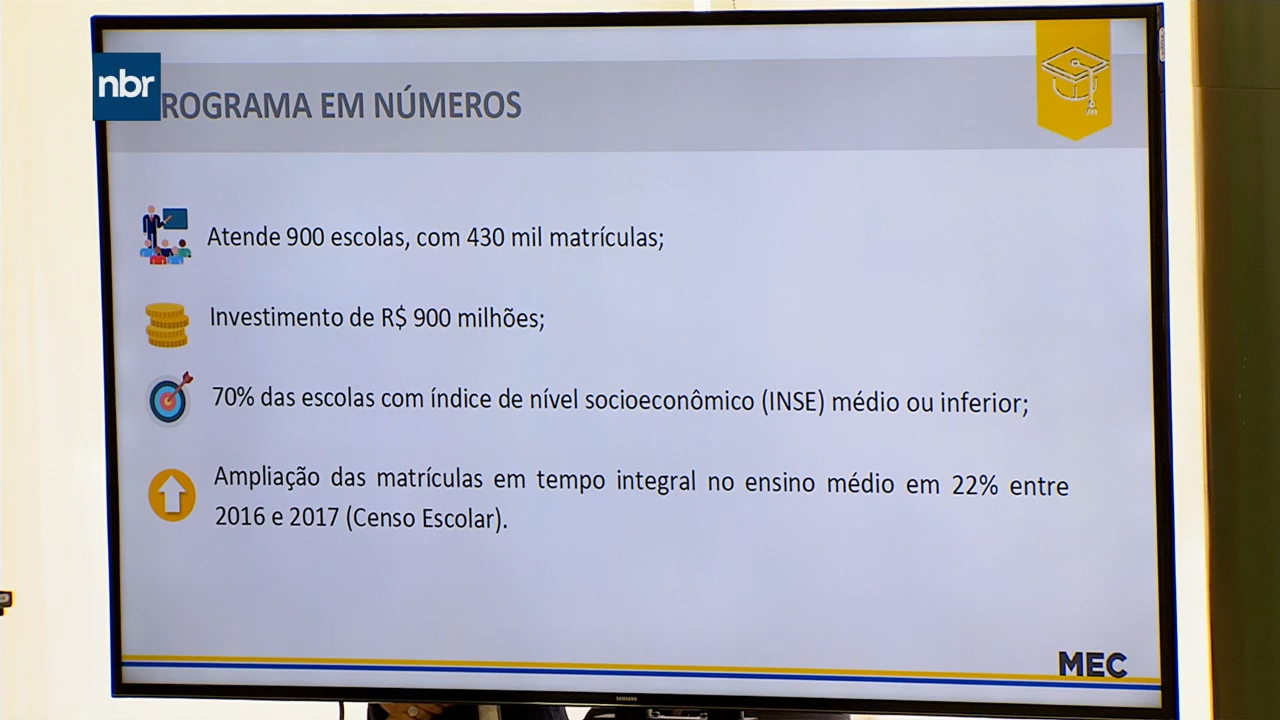 nbr
ROGRAMA EM NÚMEROS
Atende 900 escolas, com 430 mil matrículas;
Investimento de R$ 900 milhões;
70% das escolas com índice de nível socioeconômico (INSE) médio ou inferior;
Ampliação das matrículas em tempo integral no ensino médio em 22% entre
2016 e 2017 (Censo Escolar).
MEC
SAMSUNG